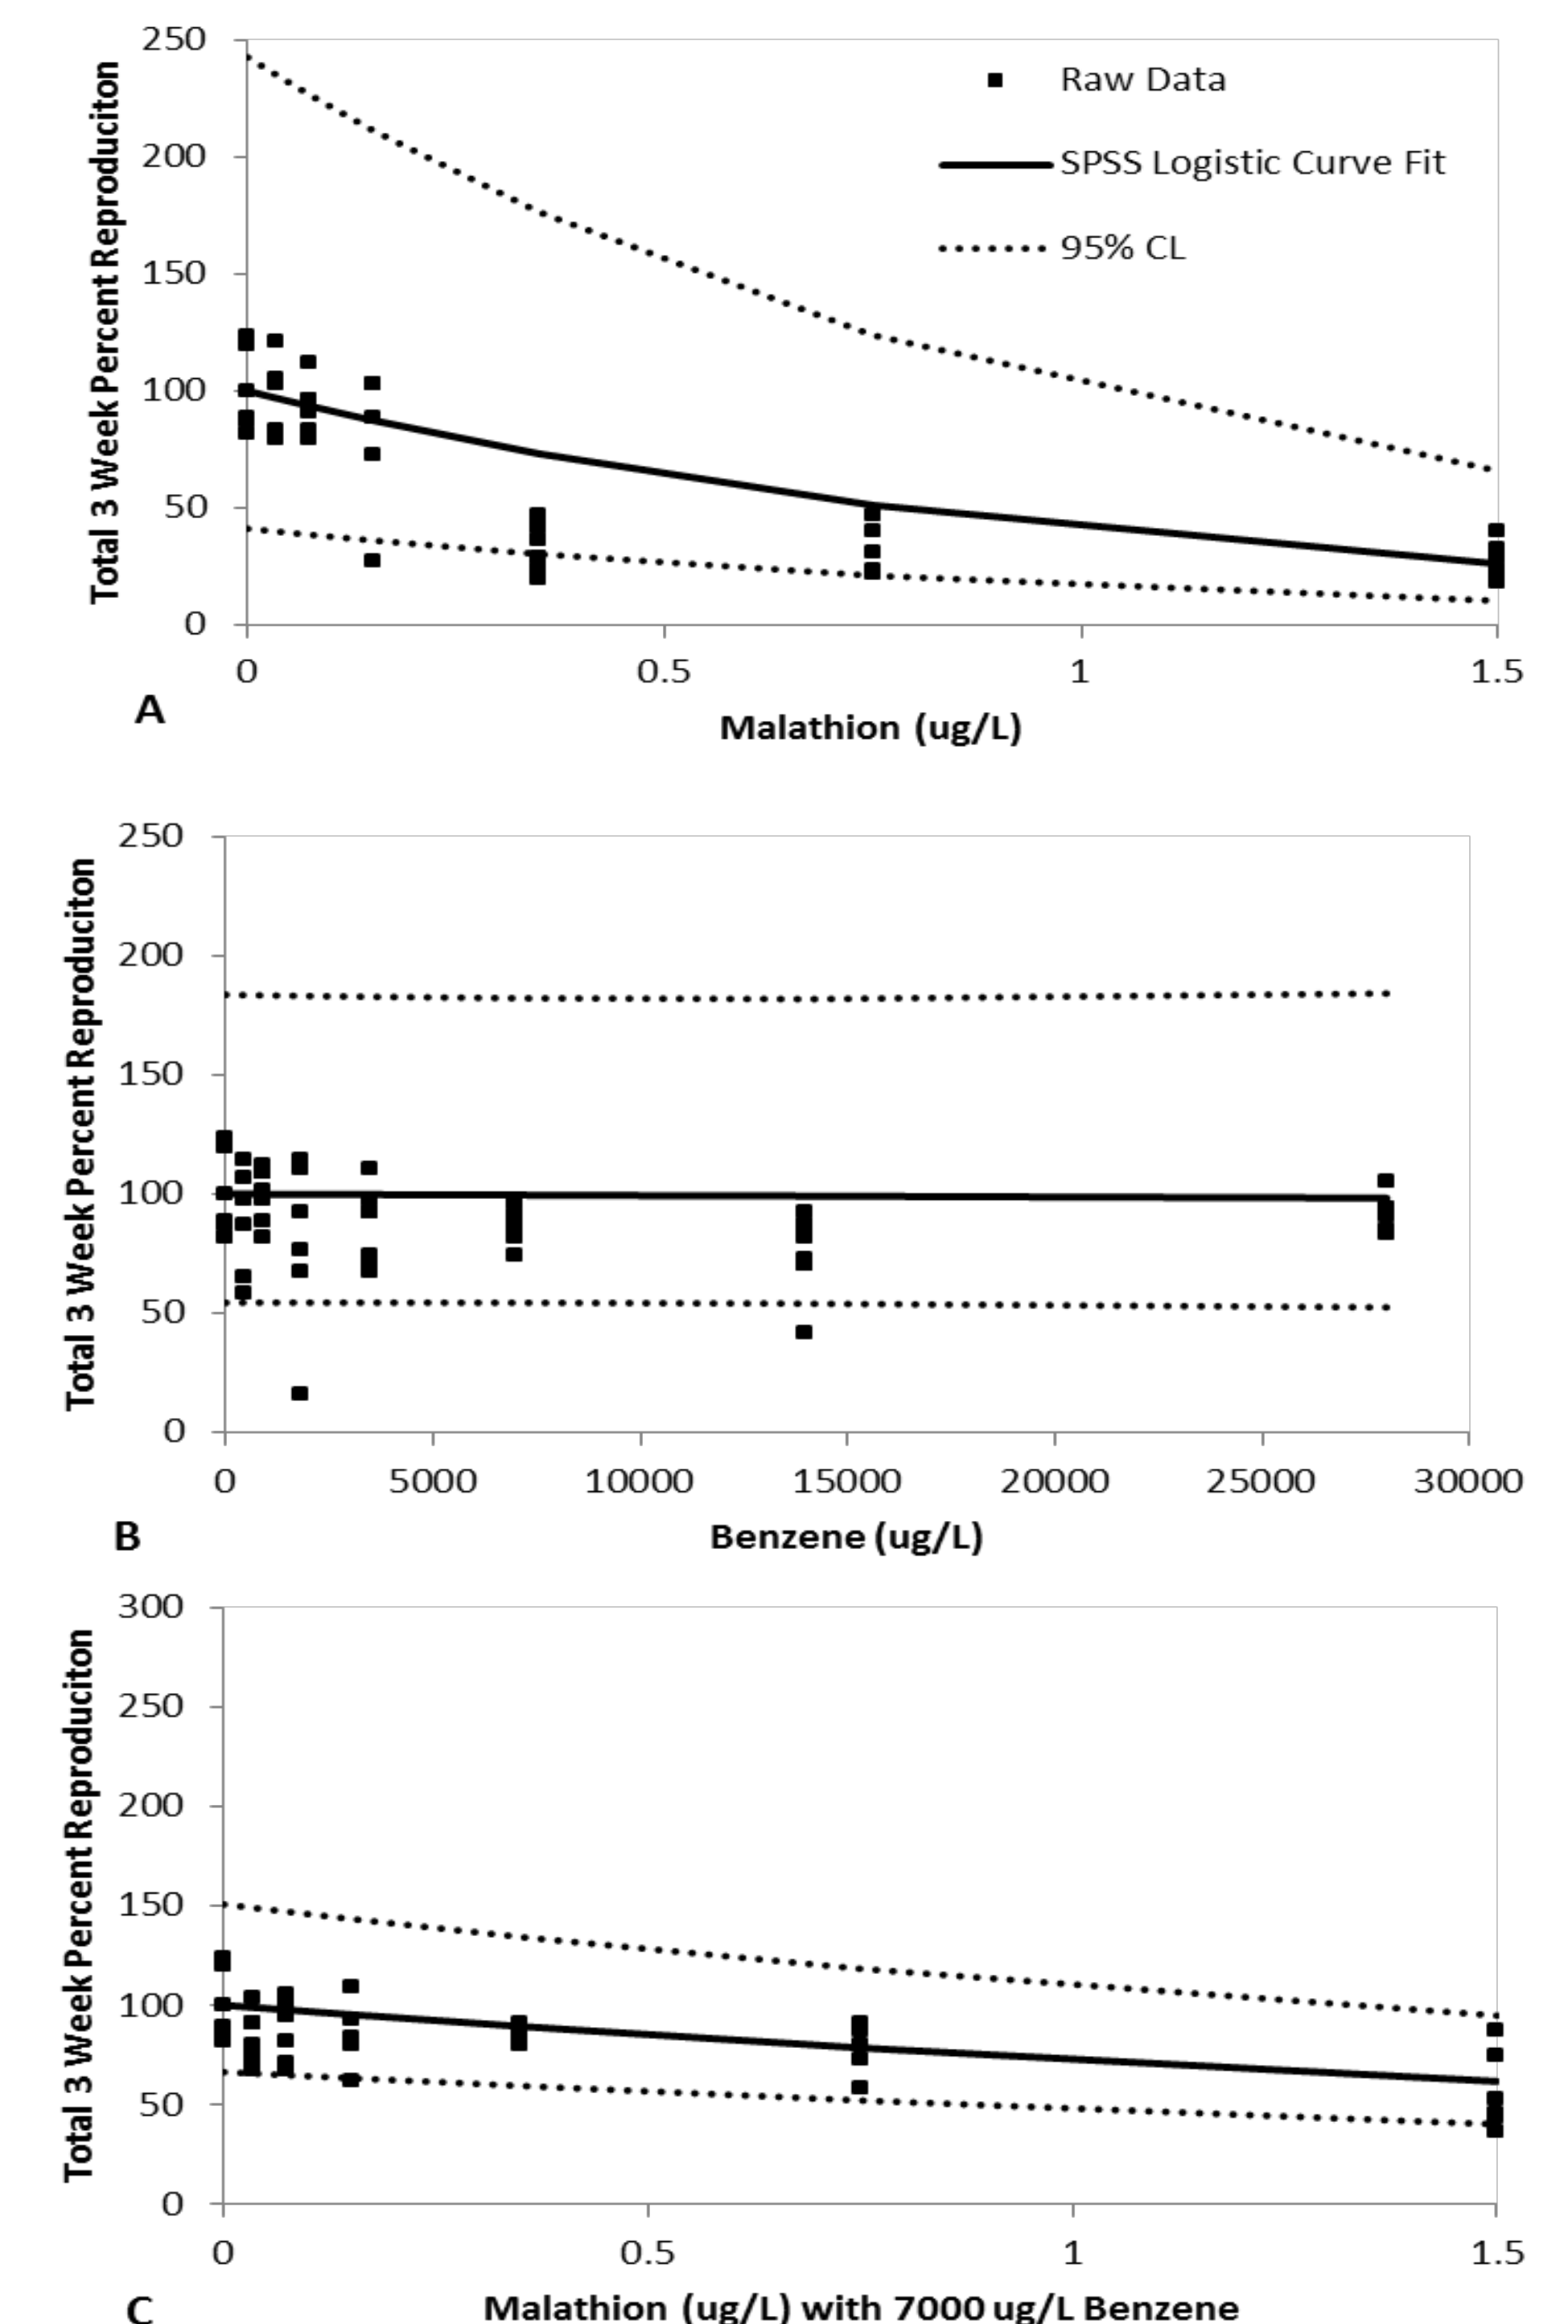 250
200
150
100
50
0
Total 3 Week Percent Reproduciton
Raw Data
SPSS Logistic Curve Fit
95% CL
0 0.5 1 1.5
A
Malathion (ug/L)
250
200
150
100
50
0
Total 3 Week Percent Reproduciton
0 5000 10000 15000 20000 25000 30000
B
Benzene (ug/L)
300
250
200
150
100
50
0
Total 3 Week Percent Reproduciton
0 0.5 1 1.5
C
Malathion (ug/L) with 7000 ug/L Benzene